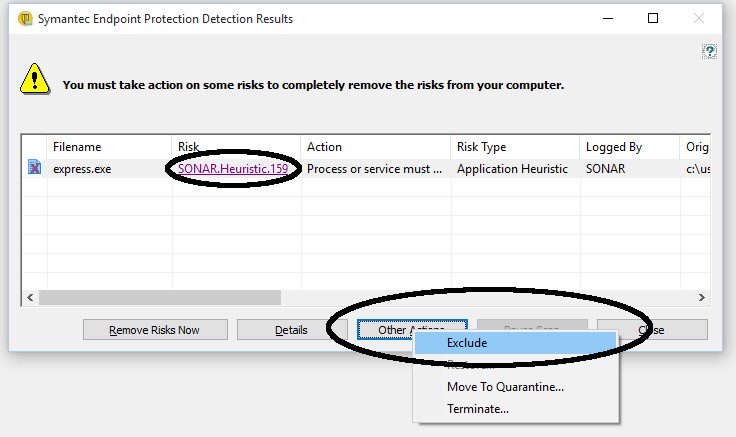 Symantec Endpoint Protection Detection Results
You must take action on some risks to completely remove the risks from your computer.
Filename Risk Action Risk Type Logged By Orig
express.exe SONAR.Heuristic.159 Process or service must ... Application Heuristic SONAR c:\us
Remove Risks Now Details Other Actions Close
Exclude
Move To Quarantine...
Terminate...